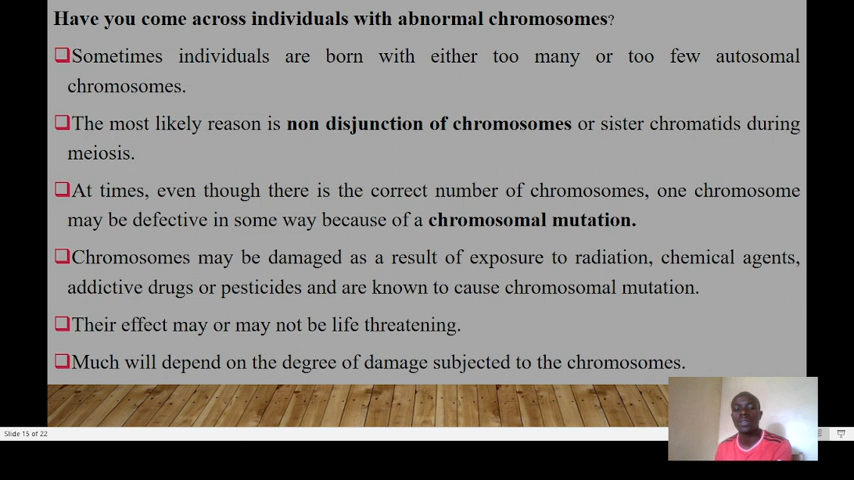 Have you come across individuals with abnormal chromosomes?
Sometimes individuals are born with either too many or too few autosomal
chromosomes.
The most likely reason is non disjunction of chromosomes or sister chromatids during
meiosis.
At times, even though there is the correct number of chromosomes, one chromosome
may be defective in some way because of a chromosomal mutation.
Chromosomes may be damaged as a result of exposure to radiation, chemical agents,
addictive drugs or pesticides and are known to cause chromosomal mutation.
Their effect may or may not be life threatening.
Much will depend on the degree of damage subjected to the chromosomes.
Slide 15 of 22